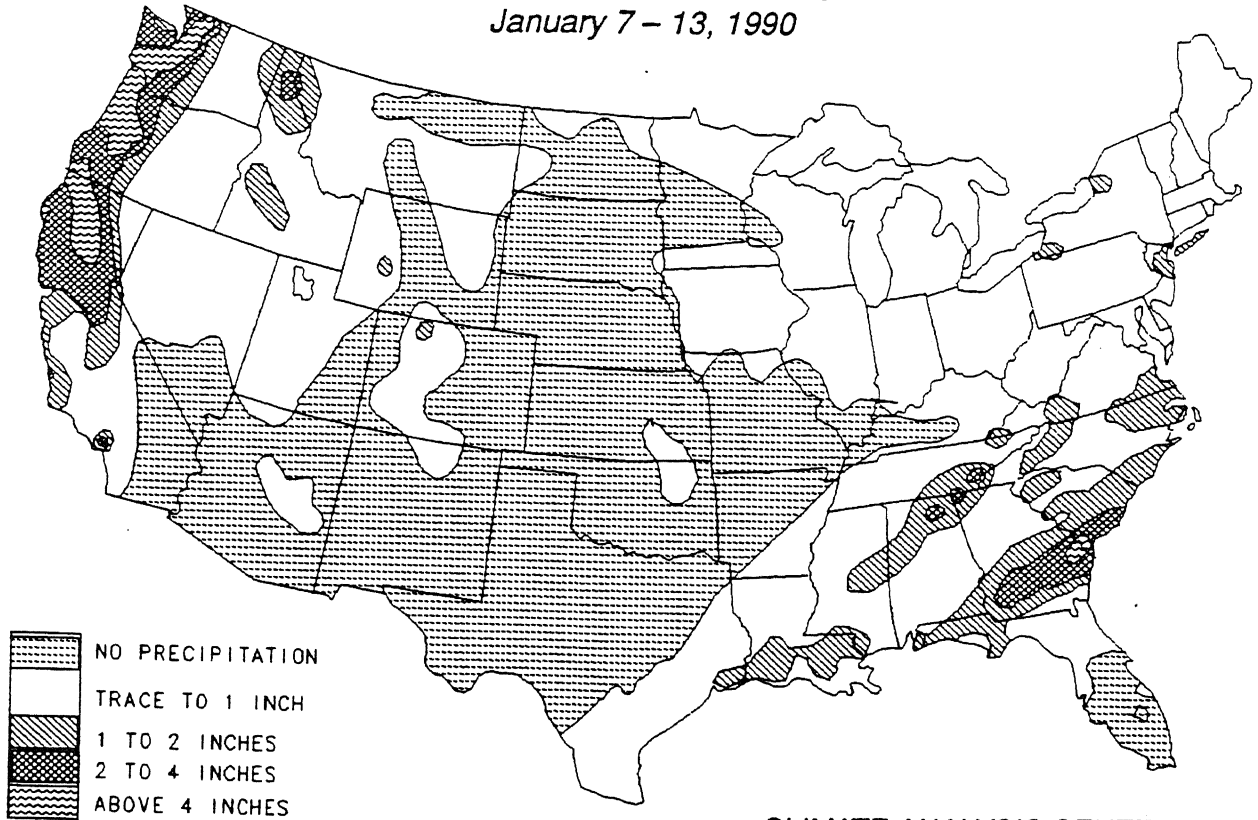 January 7 – 13, 1990
NO PRECIPITATION
TRACE TO 1 INCH
1 TO 2 INCHES
2 TO 4 INCHES
ABOVE 4 INCHES